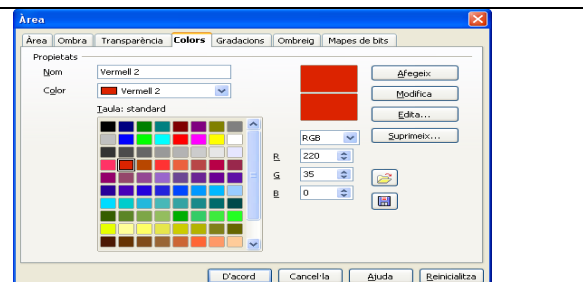 Àrea
Àrea Ombra Transparència Colors Gradacions Ombreig Mapes de bits
Propietats
Nom Vermell 2 Afegeix
Color Vermell 2 Modifica
Taula: standard Edita...
RGB Suprimeix...
R 220
G 35
B 0
D'acord Cancel·la Ajuda Reinicialitza